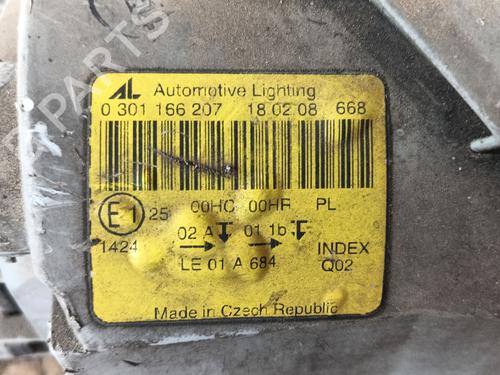 AL Automotive Lighting
0 301 166 207 18.02.08 668
E1 25 00HC 00HR PL
1424 02 A 01 1b INDEX
LE 01 A 684 Q02
Made in Czech Republic
PARTS